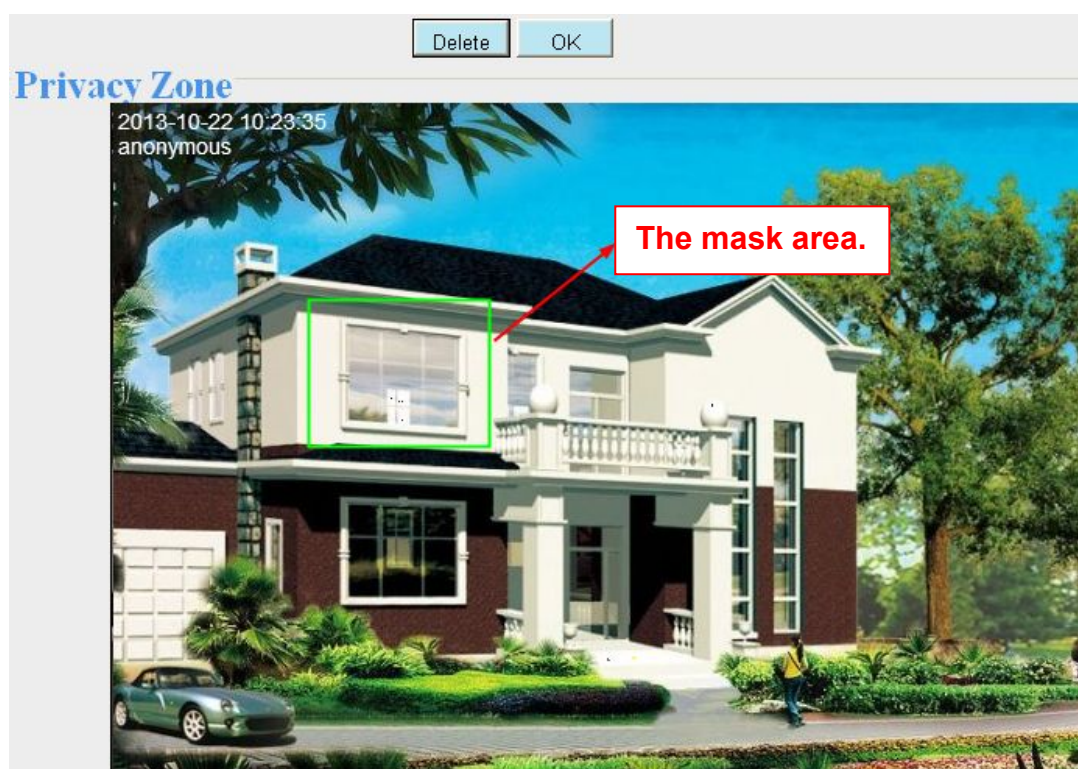 Delete OK
Privacy Zone
2013-10-22 10:23:35
anonymous
The mask area.